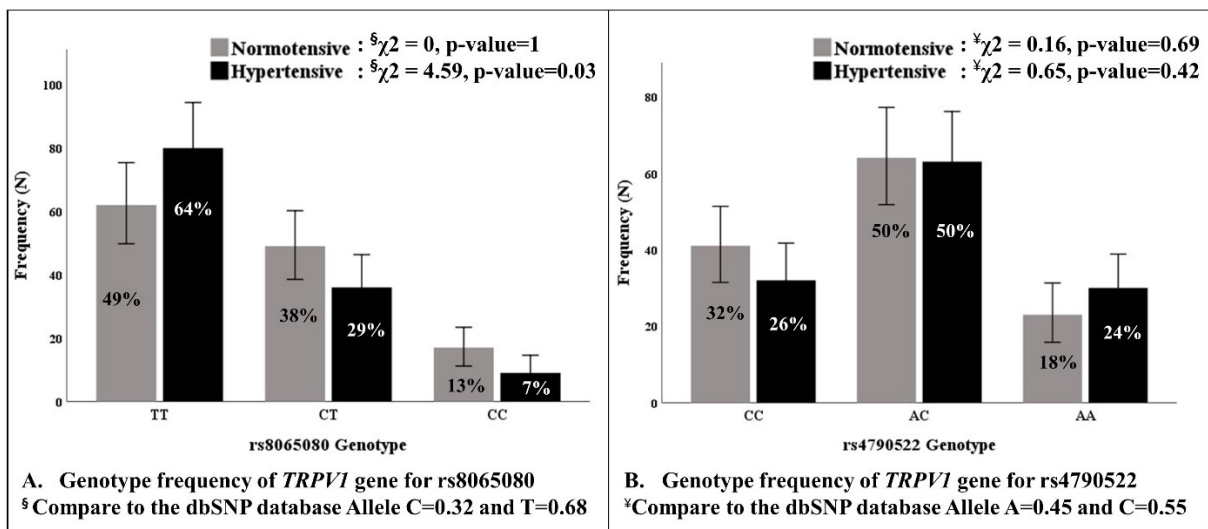 Normotensive : §χ2 = 0, p-value=1
Hypertensive : §χ2 = 4.59, p-value=0.03
Frequency (N)
100
80
60
40
20
0
49%
64%
38%
29%
13%
7%
TT
CT
CC
rs8065080 Genotype
A. Genotype frequency of TRPV1 gene for rs8065080
§ Compare to the dbSNP database Allele C=0.32 and T=0.68
Normotensive : ¥χ2 = 0.16, p-value=0.69
Hypertensive : ¥χ2 = 0.65, p-value=0.42
Frequency (N)
80
60
40
20
0
32%
26%
50%
50%
18%
24%
CC
AC
AA
rs4790522 Genotype
B. Genotype frequency of TRPV1 gene for rs4790522
¥Compare to the dbSNP database Allele A=0.45 and C=0.55